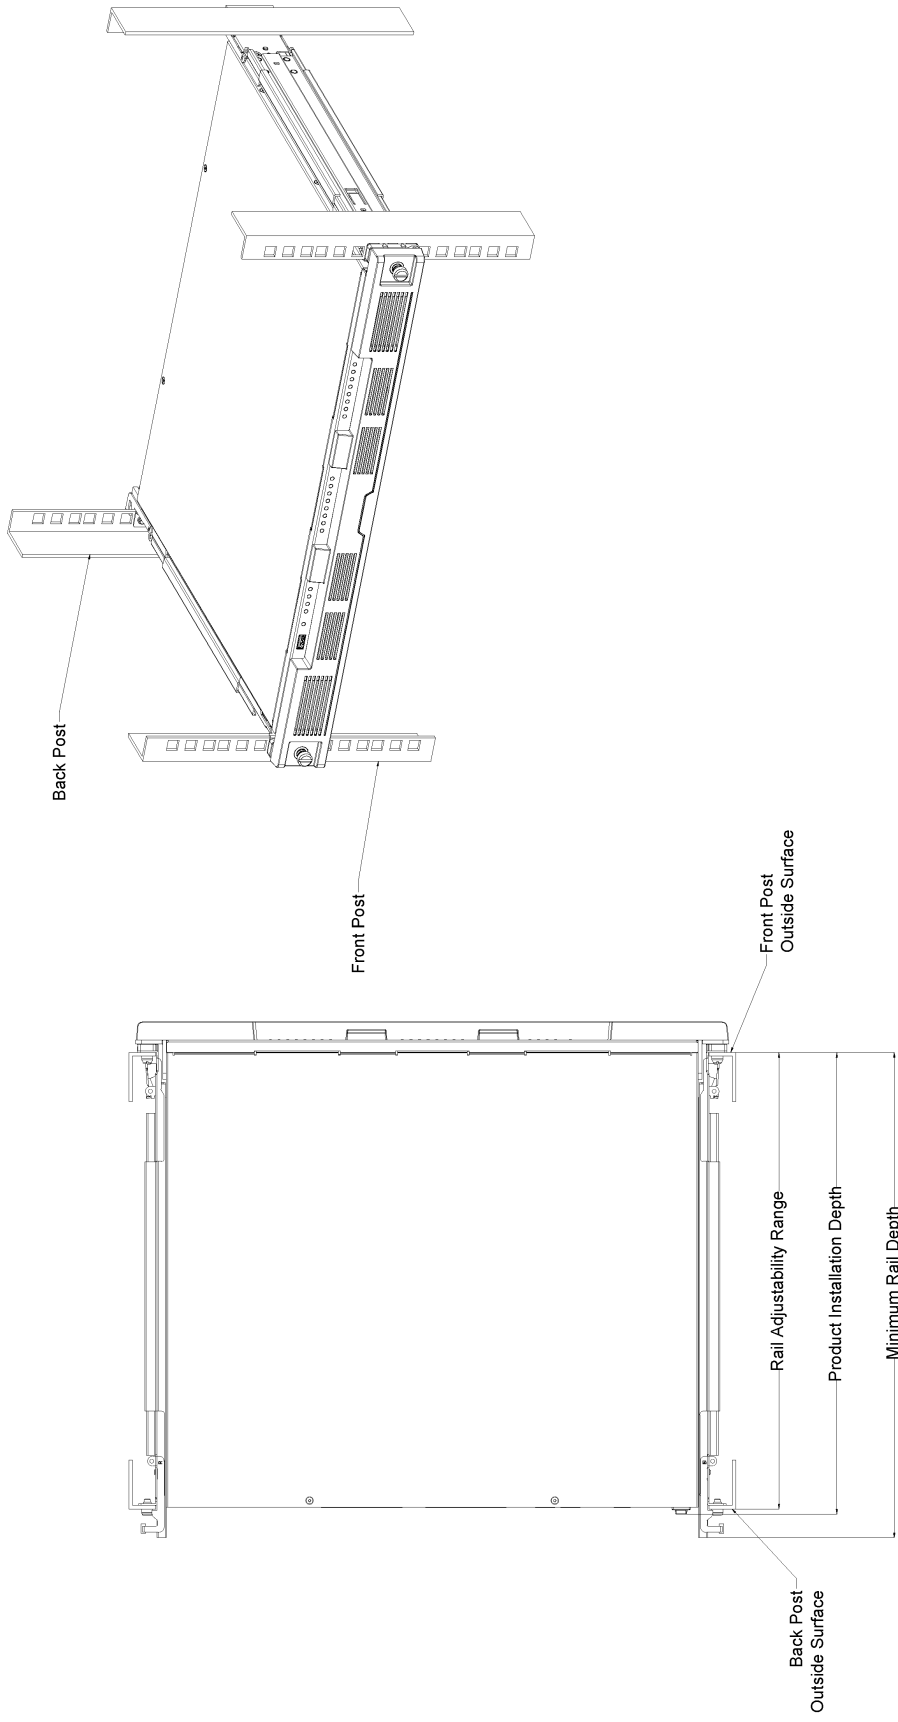 Back Post
Front Post
Front Post
Outside Surface
Rail Adjustability Range
Product Installation Depth
Minimum Rail Depth
Back Post
Outside Surface